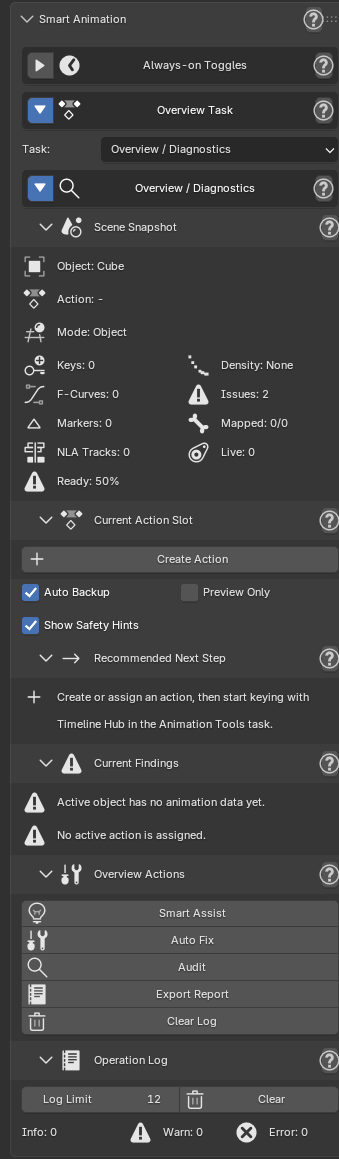 Smart Animation
Always-on Toggles
Overview Task
Task: Overview / Diagnostics
Overview / Diagnostics
Scene Snapshot
Object: Cube
Action: -
Mode: Object
Keys: 0 Density: None
F-Curves: 0 Issues: 2
Markers: 0 Mapped: 0/0
NLA Tracks: 0 Live: 0
Ready: 50%
Current Action Slot
Create Action
Auto Backup Preview Only
Show Safety Hints
Recommended Next Step
Create or assign an action, then start keying with
Timeline Hub in the Animation Tools task.
Current Findings
Active object has no animation data yet.
No active action is assigned.
Overview Actions
Smart Assist
Auto Fix
Audit
Export Report
Clear Log
Operation Log
Log Limit 12 Clear
Info: 0 Warn: 0 Error: 0